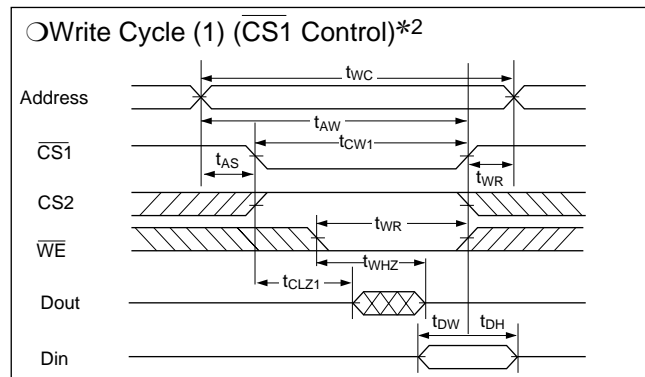 ○Write Cycle (1) (CS1 Control)*2
tWC
Address
tAW
tCW1
CS1
tAS
tWR
CS2
tWR
WE
tWHZ
tCLZ1
Dout
tDW tDH
Din